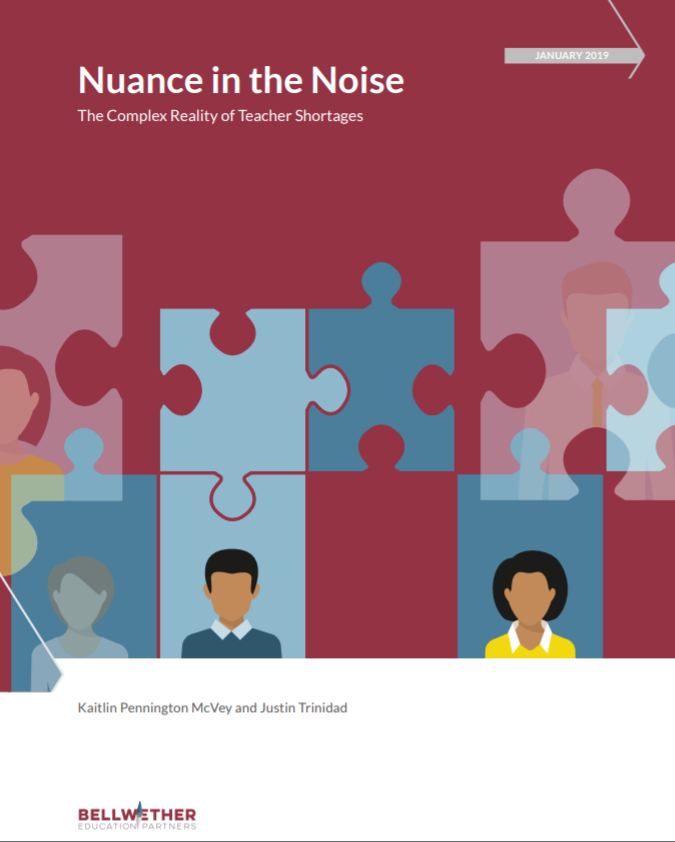 JANUARY 2019
Nuance in the Noise
The Complex Reality of Teacher Shortages
Kaitlin Pennington McVey and Justin Trinidad
BELLWETHER
EDUCATION PARTNERS